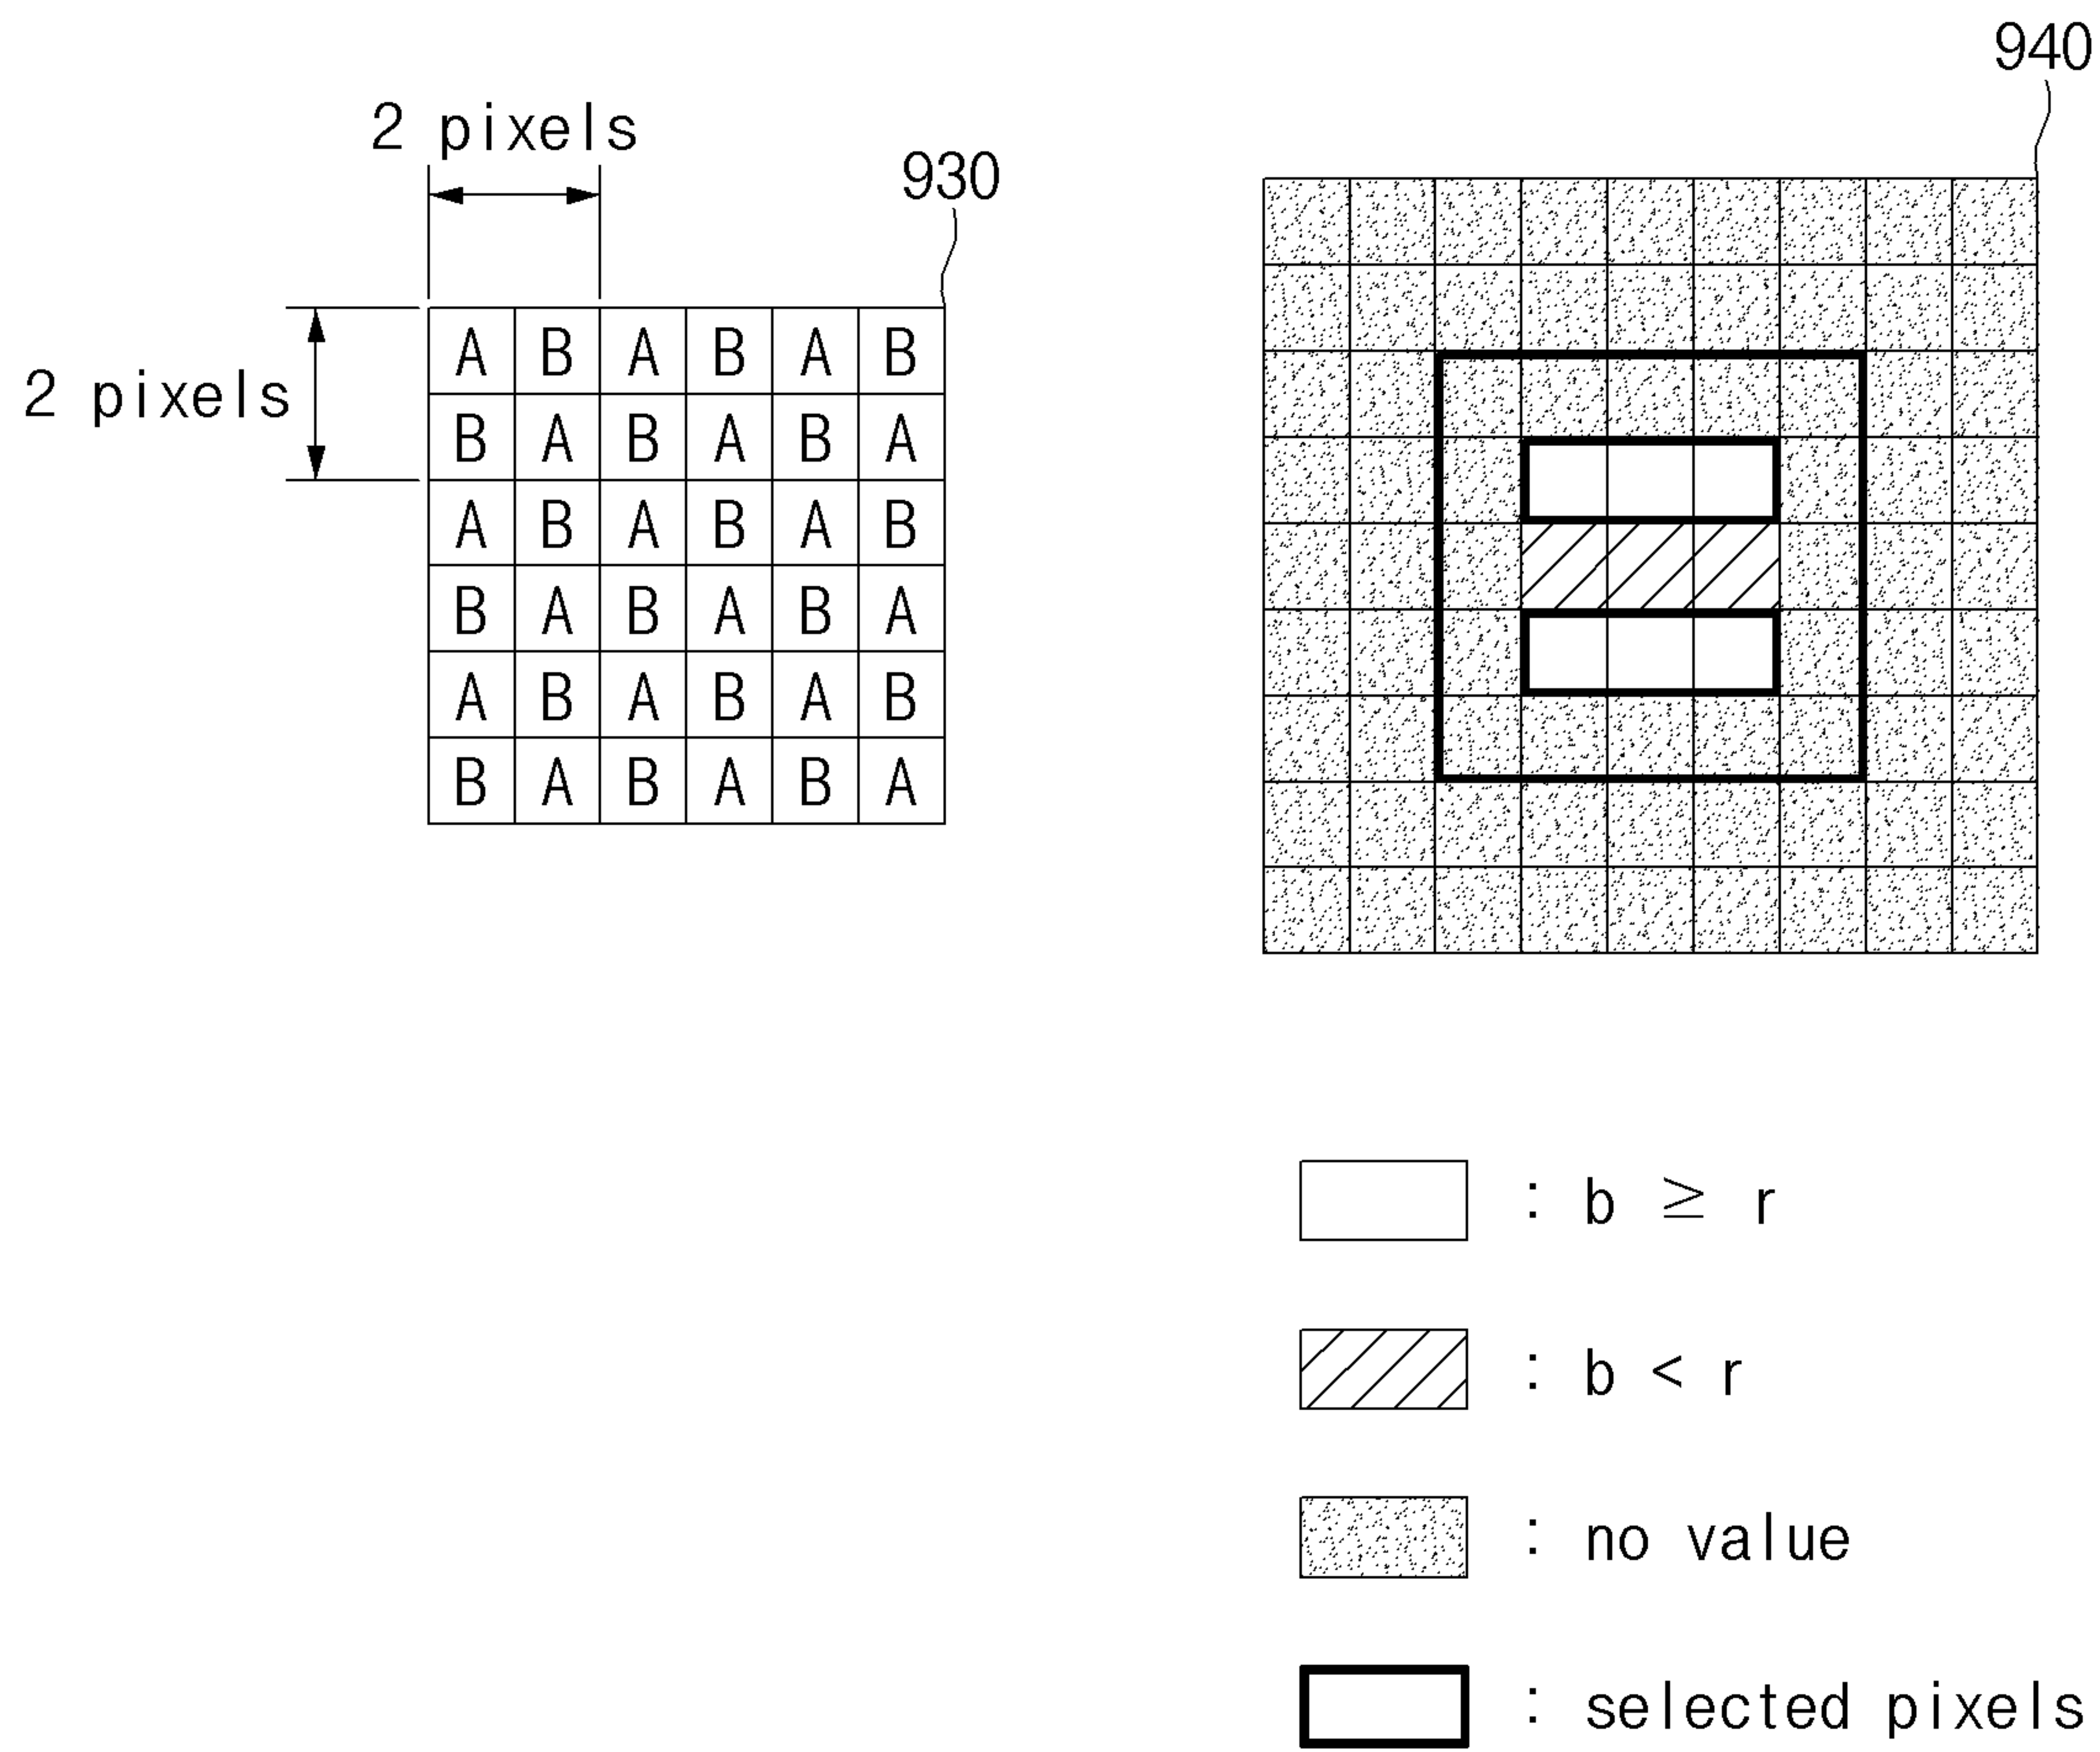 940
2 pixels
930
2 pixels
A B A B A B
B A B A B A
A B A B A B
B A B A B A
A B A B A B
B A B A B A
: b ≥ r
: b < r
: no value
: selected pixels